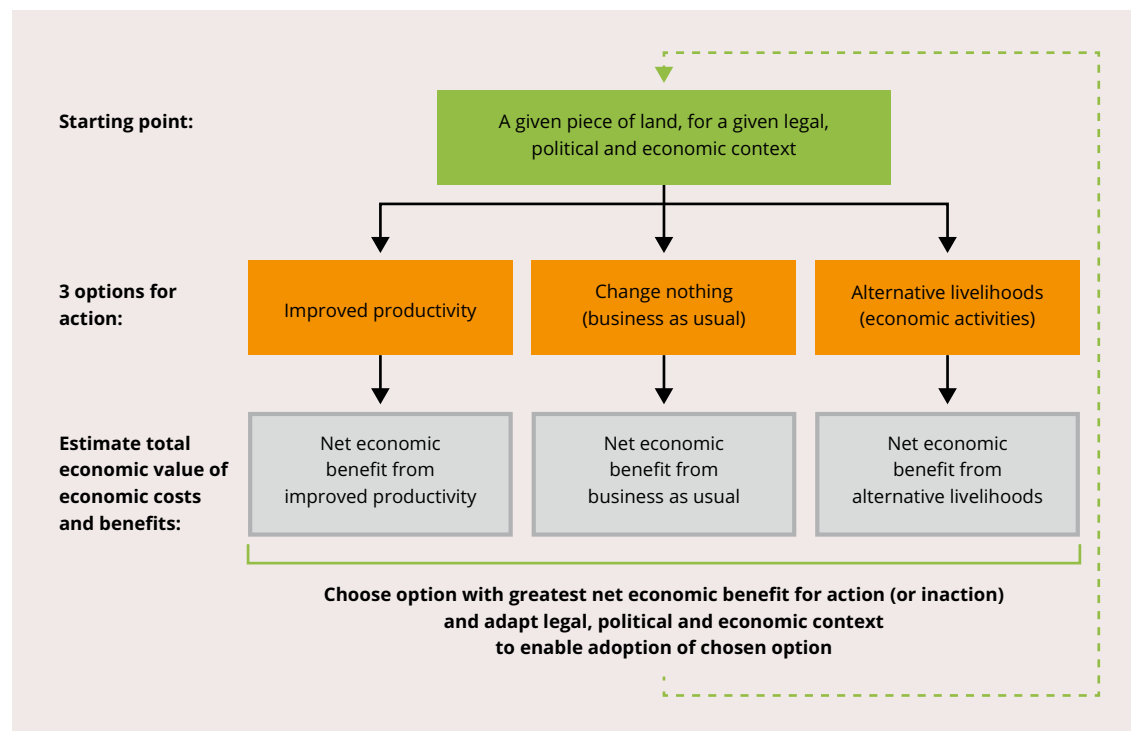 Starting point:
A given piece of land, for a given legal,
political and economic context
3 options for
action:
Improved productivity
Change nothing
(business as usual)
Alternative livelihoods
(economic activities)
Estimate total
economic value of
economic costs
and benefits:
Net economic
benefit from
improved productivity
Net economic
benefit from
business as usual
Net economic
benefit from
alternative livelihoods
Choose option with greatest net economic benefit for action (or inaction)
and adapt legal, political and economic context
to enable adoption of chosen option